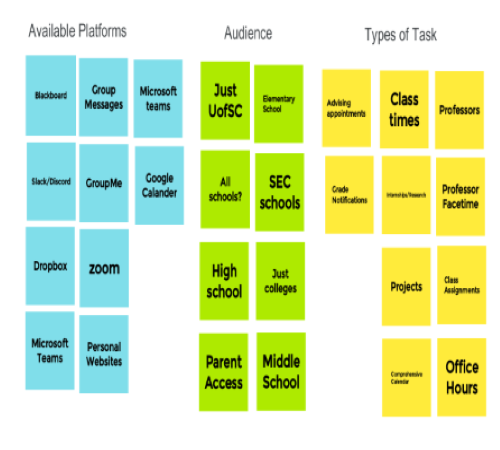 Available Platforms
Audience
Types of Task
Blackboard
Group
Messages
Microsoft
teams
Slack/Discord
GroupMe
Google
Calander
Dropbox
zoom
Microsoft
Teams
Personal
Websites
Just
UofSC
Elementary
School
All
schools?
SEC
schools
High
school
Just
colleges
Parent
Access
Middle
School
Advising
appointments
Class
times
Professors
Grade
Notifications
Internships/Research
Professor
Facetime
Projects
Class
Assignments
Comprehensive
Calendar
Office
Hours